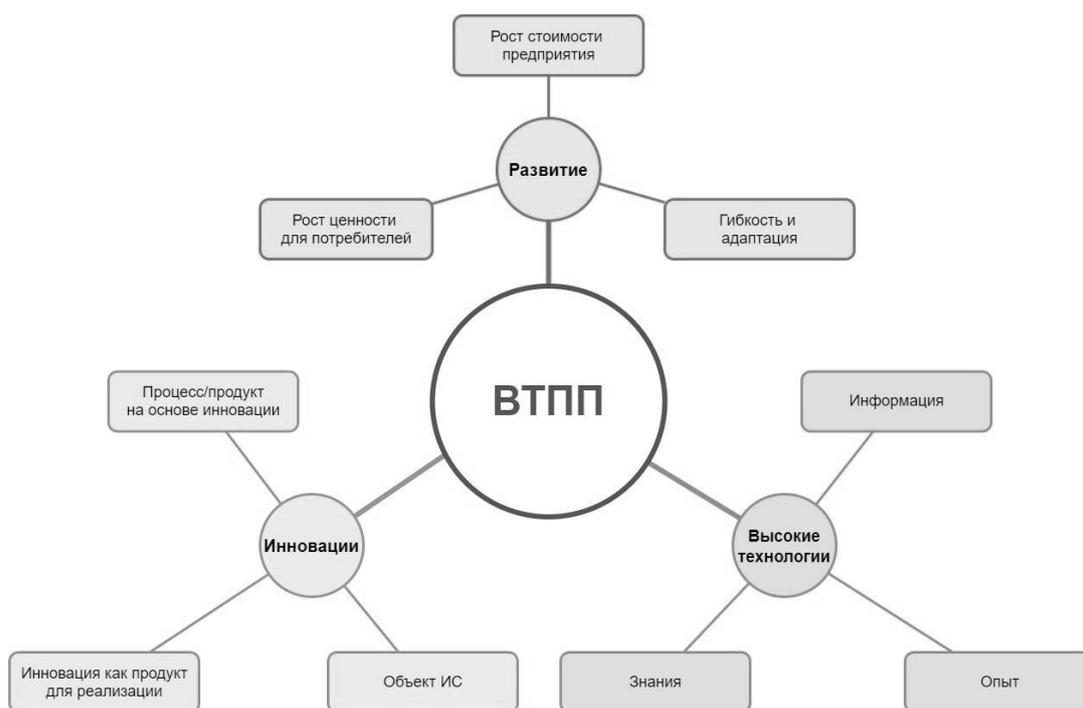 Рост стоимости
предприятия
Развитие
Рост ценности
для потребителей
Гибкость и
адаптация
ВТПП
Процесс/продукт
на основе инновации
Информация
Инновации
Высокие
технологии
Инновация как продукт
для реализации
Объект ИС
Знания
Опыт